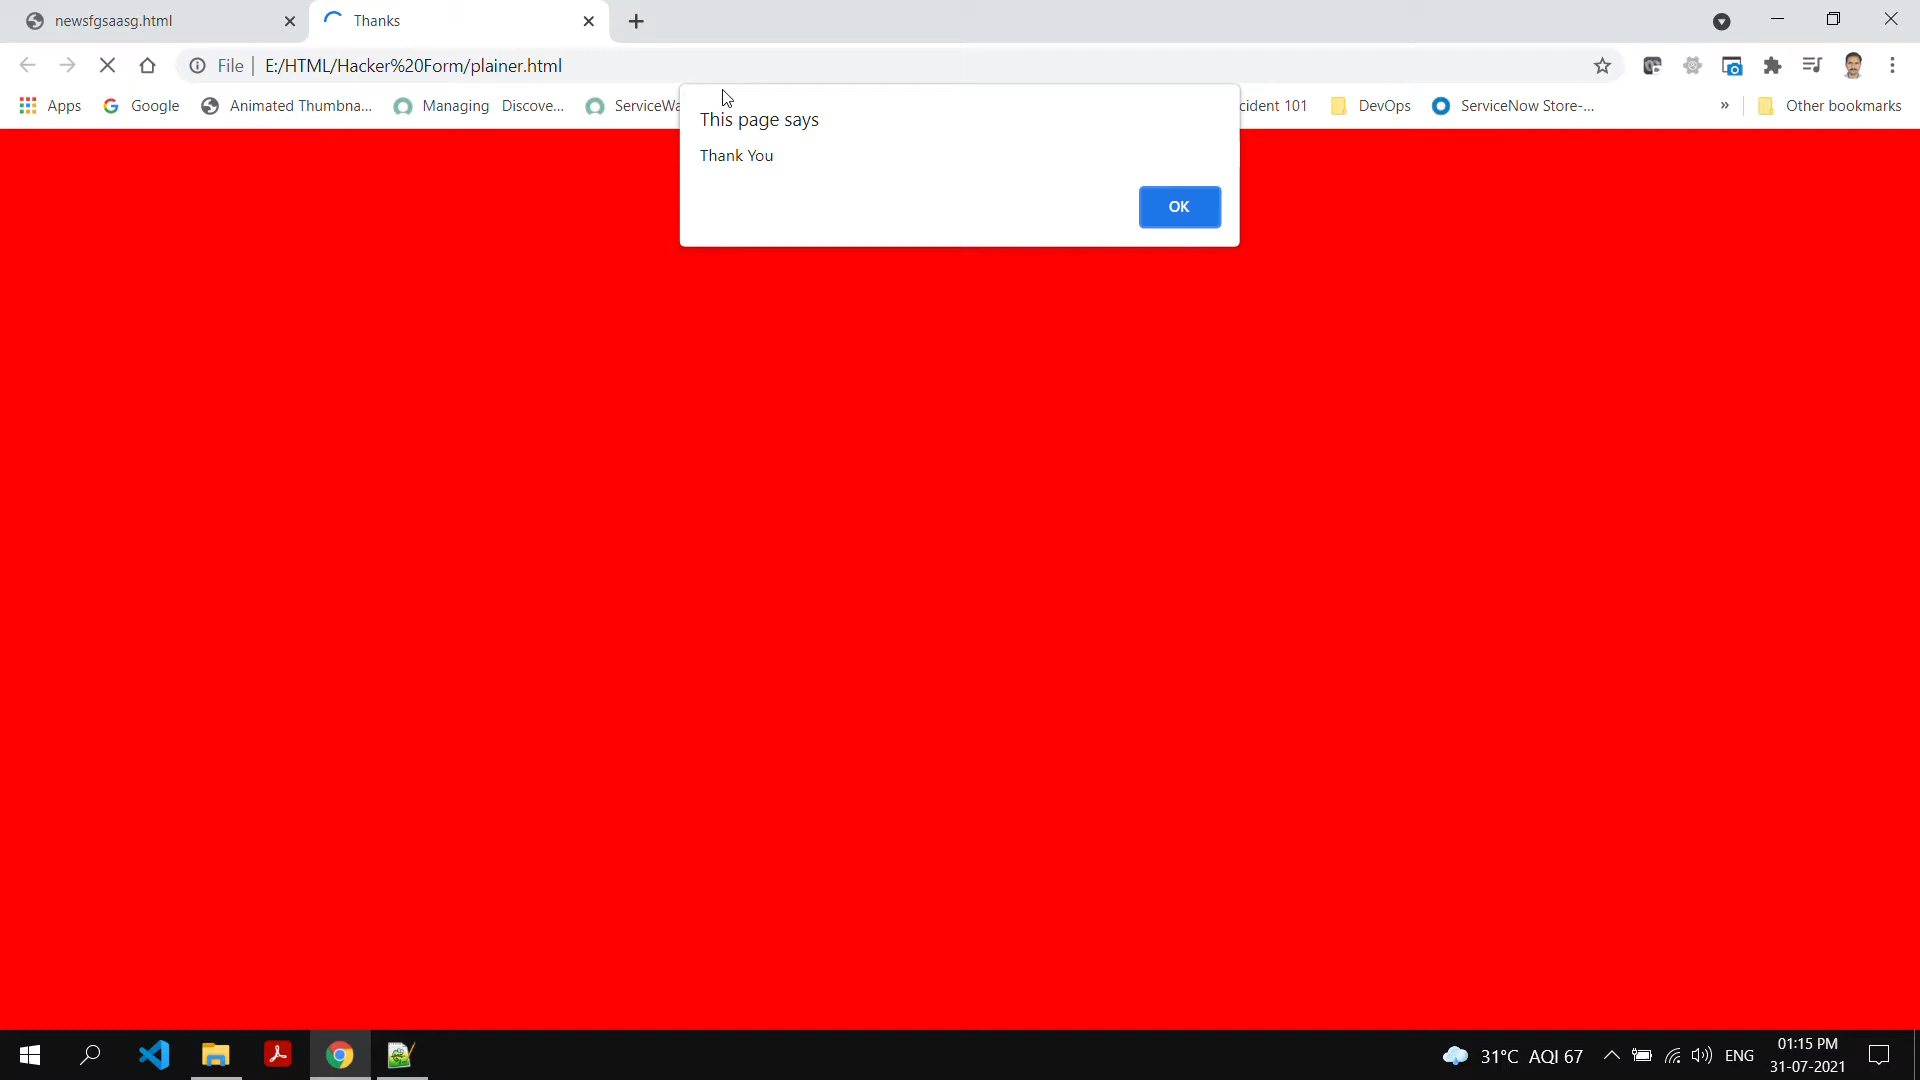 newsfgsaasg.html
Thanks
File | E:/HTML/Hacker%20Form/plainer.html
Apps Google Animated Thumbna... Managing Discove... ServiceWa cident 101 DevOps ServiceNow Store-... » Other bookmarks
This page says
Thank You
OK
31°C AQI 67 ENG
01:15 PM
31-07-2021